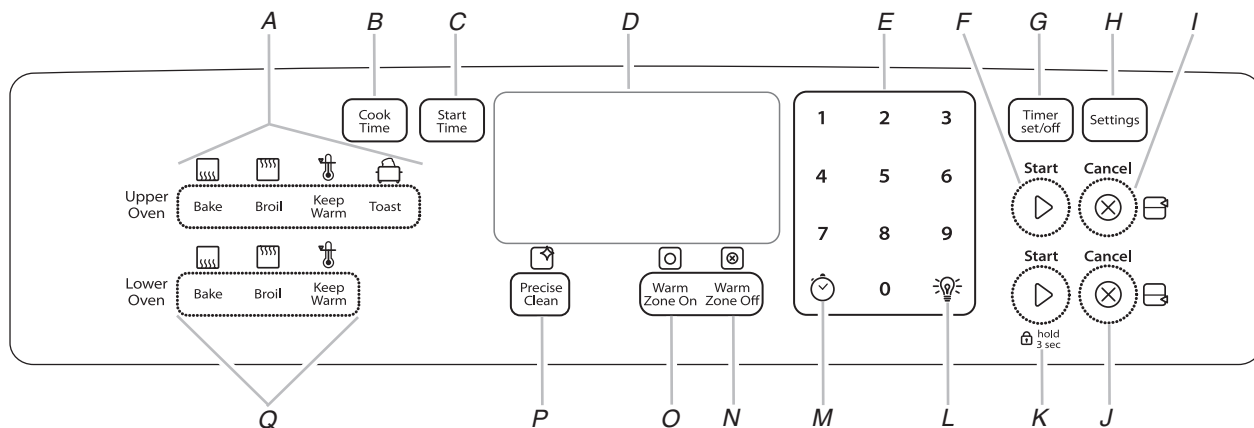 A B C D E F G H I
Cook
Time
Start
Time
1 2 3
4 5 6
7 8 9
0
Timer
set/off
Settings
Upper
Oven
Bake Broil Keep
Warm Toast
Start Cancel
Lower
Oven
Bake Broil Keep
Warm
Precise
Clean
Warm
Zone On
Warm
Zone Off
Start Cancel
hold
3 sec
Q P O N M L K J